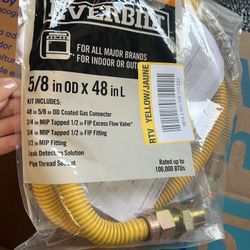 EVERBILT
FOR ALL MAJOR BRANDS
FOR INDOOR OR
5/8 IN OD X 48 IN L
KIT INCLUDES:
48 in 5/8 in OD Coated Gas Connector
3/4 in MIP Tapped 1/2 in FIP Excess Flow Valve*
3/4 in MIP Tapped 1/2 in FIP Fitting
1/2 in MIP Fitting
Leak Detection Solution
Pipe Thread Sealant
Rated up to
106,000 BTUs
RTV YELLOW/JAUNE